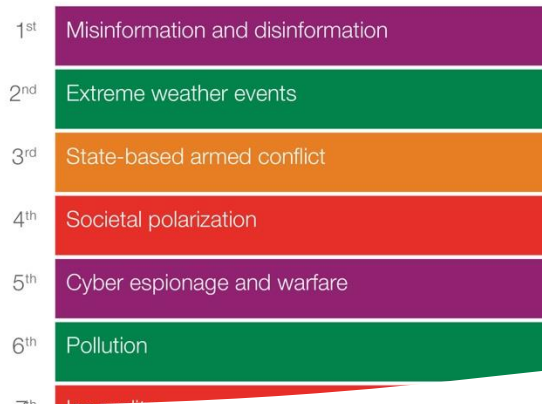 1st Misinformation and disinformation
2nd Extreme weather events
3rd State-based armed conflict
4th Societal polarization
5th Cyber espionage and warfare
6th Pollution